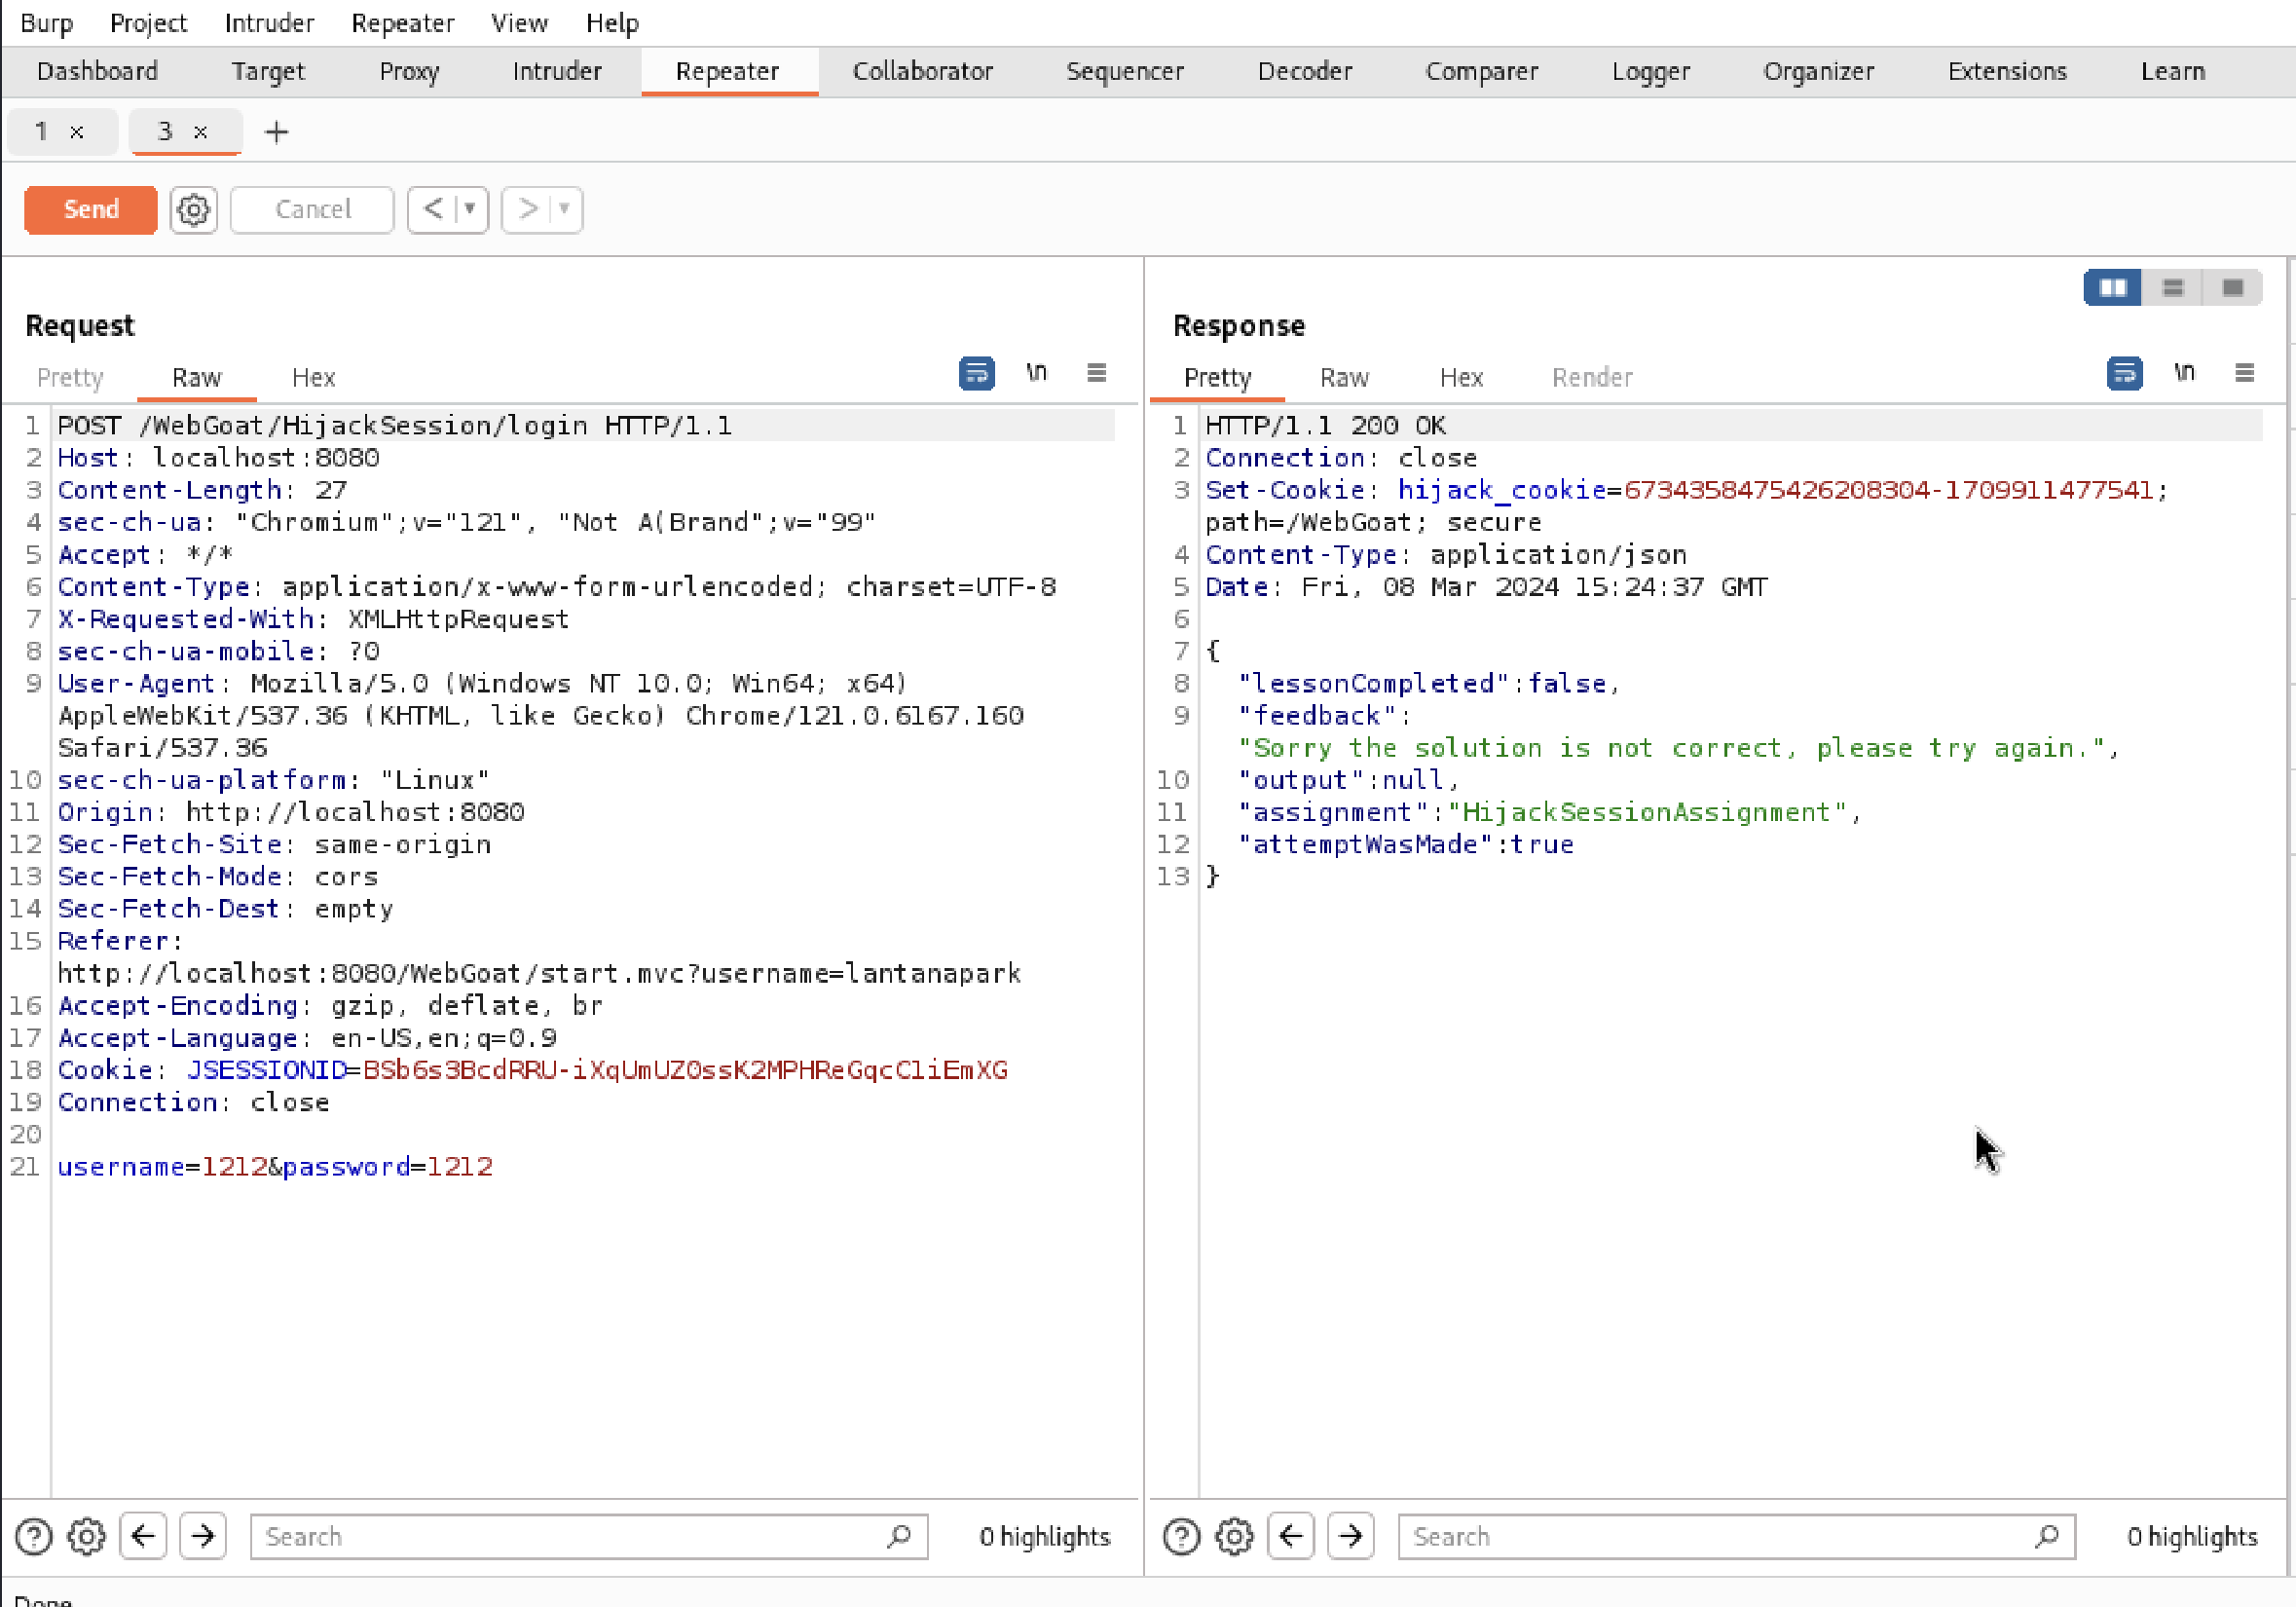 Burp Project Intruder Repeater View Help
Dashboard Target Proxy Intruder Repeater Collaborator Sequencer Decoder Comparer Logger Organizer Extensions Learn
1 × 3 × +
Send Cancel < >
Request
Pretty Raw Hex \n
1 POST /WebGoat/HijackSession/login HTTP/1.1
2 Host: localhost:8080
3 Content-Length: 27
4 sec-ch-ua: "Chromium";v="121", "Not A(Brand";v="99"
5 Accept: */*
6 Content-Type: application/x-www-form-urlencoded; charset=UTF-8
7 X-Requested-With: XMLHttpRequest
8 sec-ch-ua-mobile: ?0
9 User-Agent: Mozilla/5.0 (Windows NT 10.0; Win64; x64)
AppleWebKit/537.36 (KHTML, like Gecko) Chrome/121.0.6167.160
Safari/537.36
10 sec-ch-ua-platform: "Linux"
11 Origin: http://localhost:8080
12 Sec-Fetch-Site: same-origin
13 Sec-Fetch-Mode: cors
14 Sec-Fetch-Dest: empty
15 Referer:
http://localhost:8080/WebGoat/start.mvc?username=lantanapark
16 Accept-Encoding: gzip, deflate, br
17 Accept-Language: en-US,en;q=0.9
18 Cookie: JSESSIONID=BSb6s3BcdRRU-iXqUmUZ0ssK2MPHReGqcCliEmXG
19 Connection: close
20
21 username=1212&password=1212
Search 0 highlights
Response
Pretty Raw Hex Render \n
1 HTTP/1.1 200 OK
2 Connection: close
3 Set-Cookie: hijack_cookie=6734358475426208304-1709911477541;
path=/WebGoat; secure
4 Content-Type: application/json
5 Date: Fri, 08 Mar 2024 15:24:37 GMT
6
7 {
8 "lessonCompleted":false,
9 "feedback":
"Sorry the solution is not correct, please try again.",
10 "output":null,
11 "assignment":"HijackSessionAssignment",
12 "attemptWasMade":true
13 }
Search 0 highlights
Done